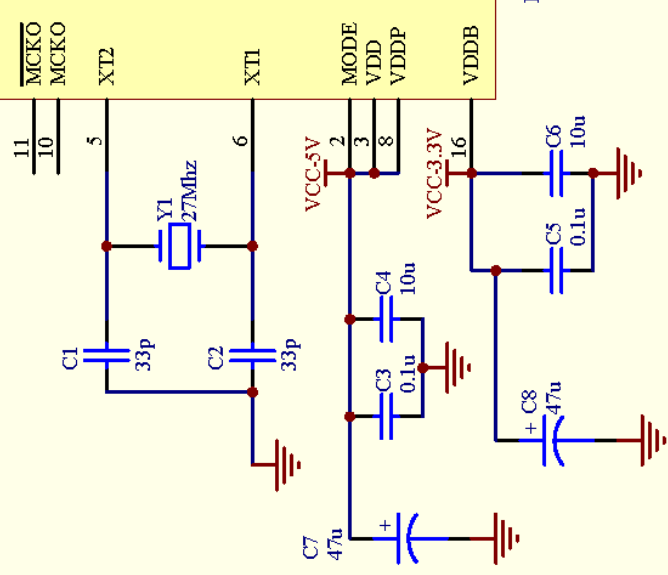 MCKO
MCKO
XT2
XT1
MODE
VDD
VDDP
VDDB
11
10
5
6
2
3
8
16
Y1
27Mhz
VCC-5V
VCC-3.3V
C6
10u
C5
0.1u
C4
10u
C3
0.1u
C1
33p
C2
33p
C8
47u
+
C7
47u
+